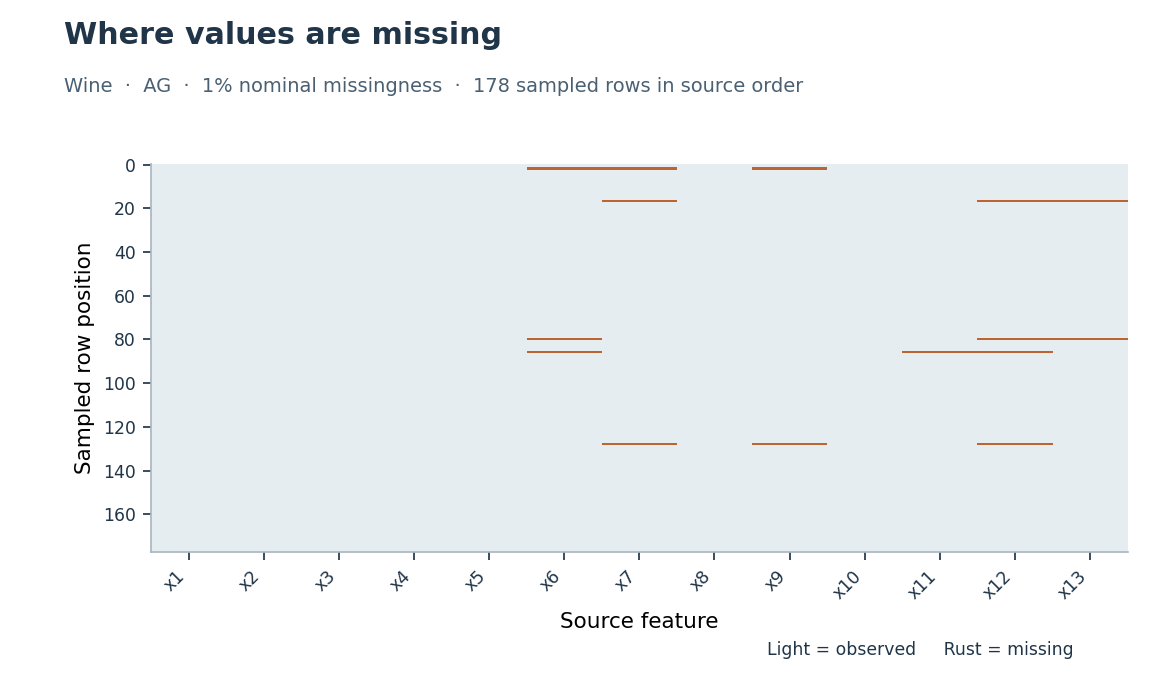 Where values are missing
Wine · AG · 1% nominal missingness · 178 sampled rows in source order
Sampled row position
0
20
40
60
80
100
120
140
160
x1 x2 x3 x4 x5 x6 x7 x8 x9 x10 x11 x12 x13
Source feature
Light = observed Rust = missing